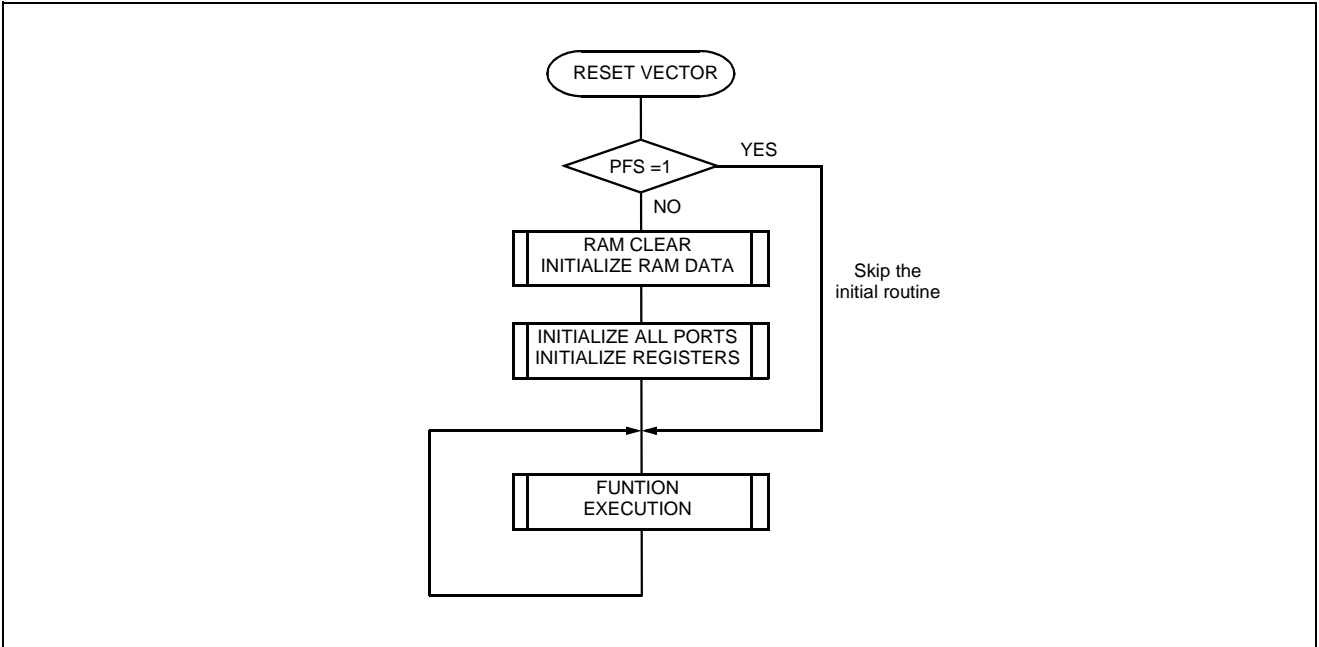 RESET VECTOR
PFS =1
YES
NO
RAM CLEAR
INITIALIZE RAM DATA
Skip the
initial routine
INITIALIZE ALL PORTS
INITIALIZE REGISTERS
FUNTION
EXECUTION